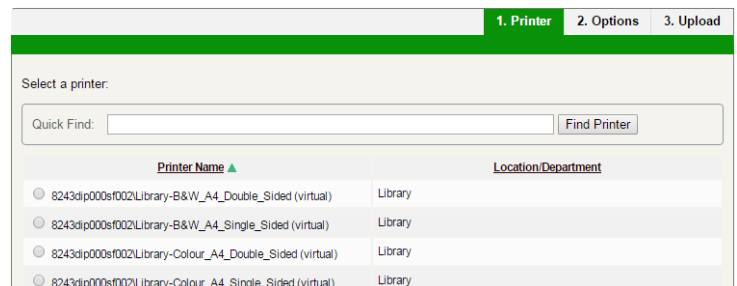 1. Printer 2. Options 3. Upload
Select a printer:
Quick Find: Find Printer
Printer Name ▲ Location/Department
8243dip000sf002\Library-B&W_A4_Double_Sided (virtual) Library
8243dip000sf002\Library-B&W_A4_Single_Sided (virtual) Library
8243dip000sf002\Library-Colour_A4_Double_Sided (virtual) Library
8243dip000sf002\Library-Colour_A4_Single_Sided (virtual) Library